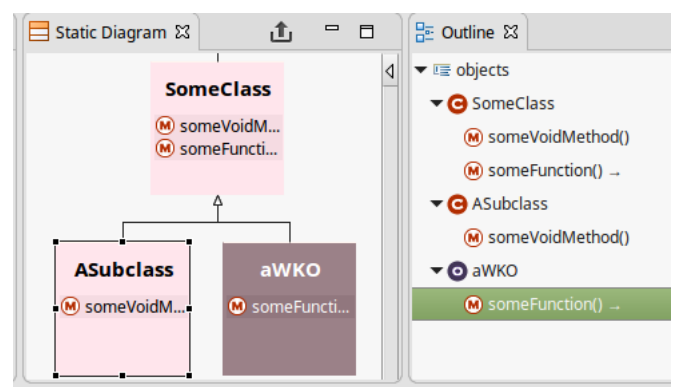 Static Diagram
SomeClass
M someVoidM...
M someFuncti...
ASubclass
M someVoidM...
aWKO
M someFuncti...
Outline
objects
C SomeClass
M someVoidMethod()
M someFunction() →
C ASubclass
M someVoidMethod()
O aWKO
M someFunction() →